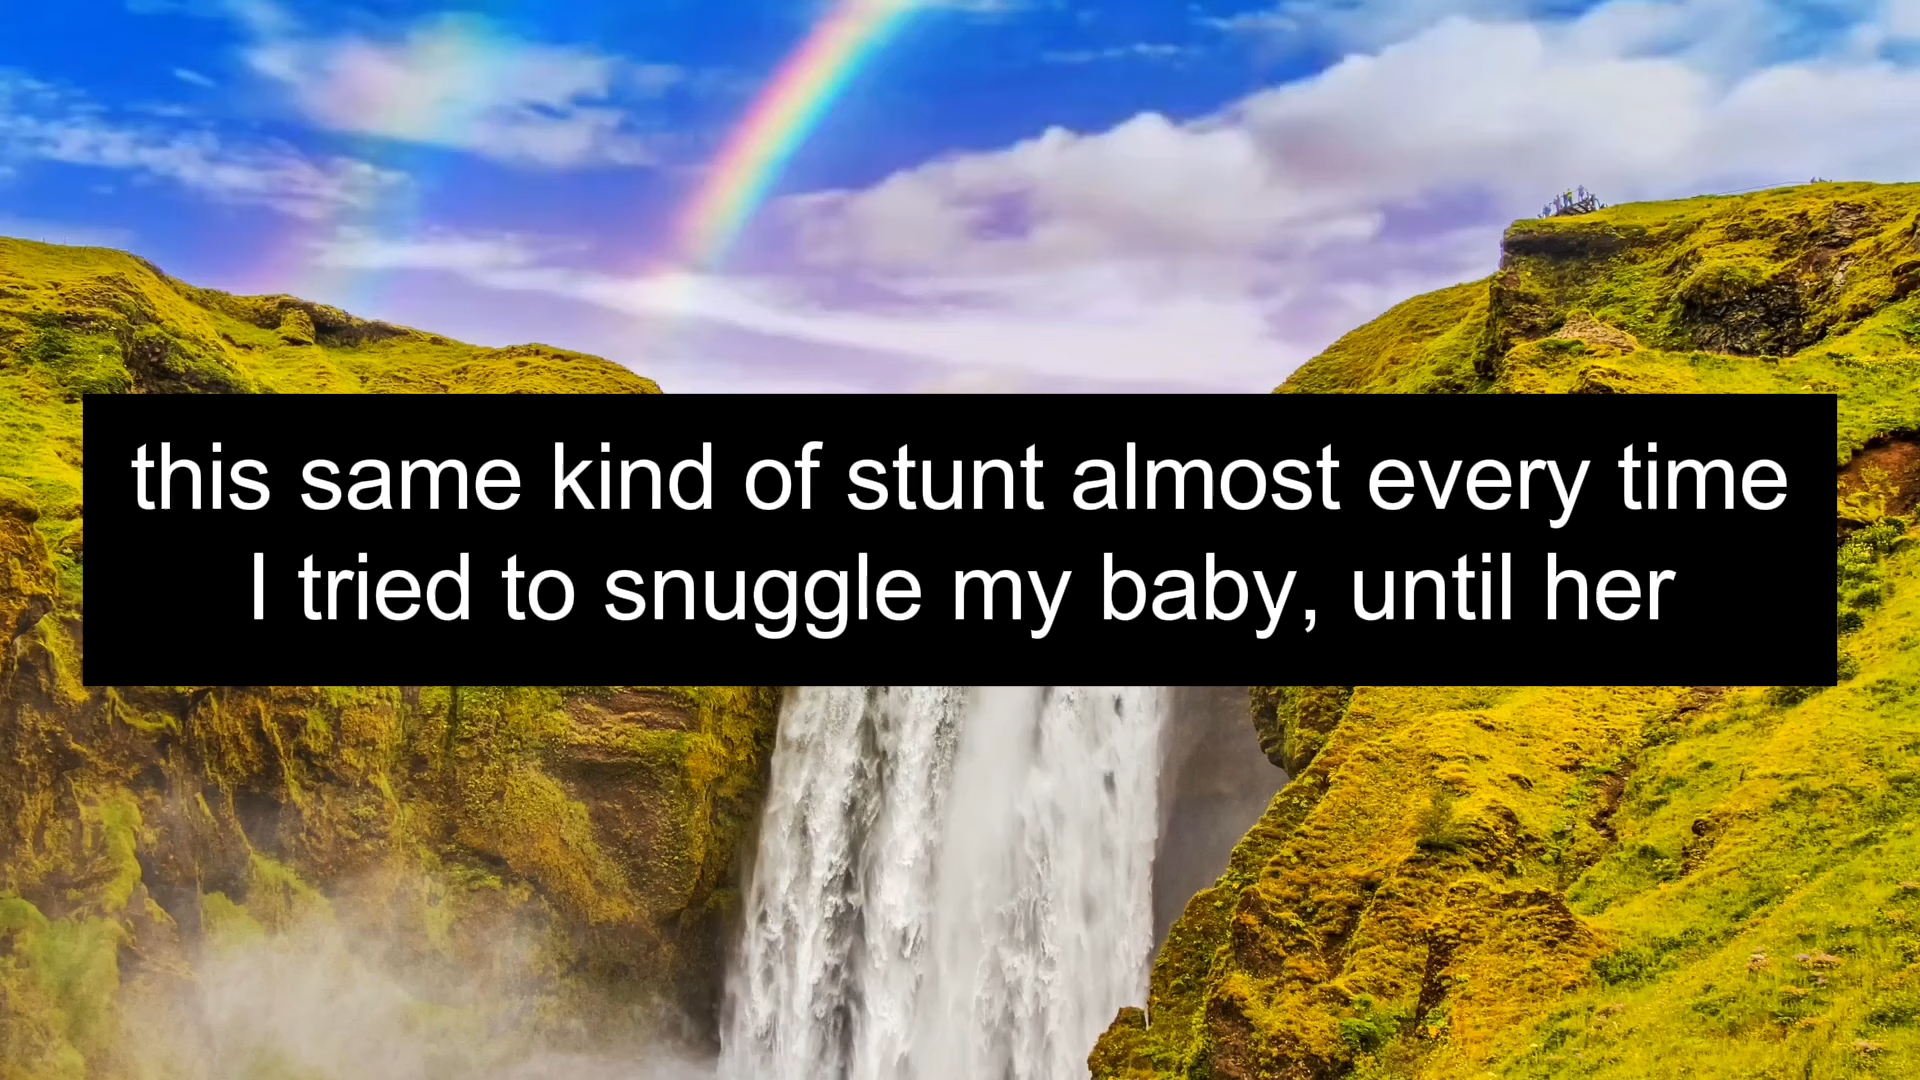 this same kind of stunt almost every time
I tried to snuggle my baby, until her